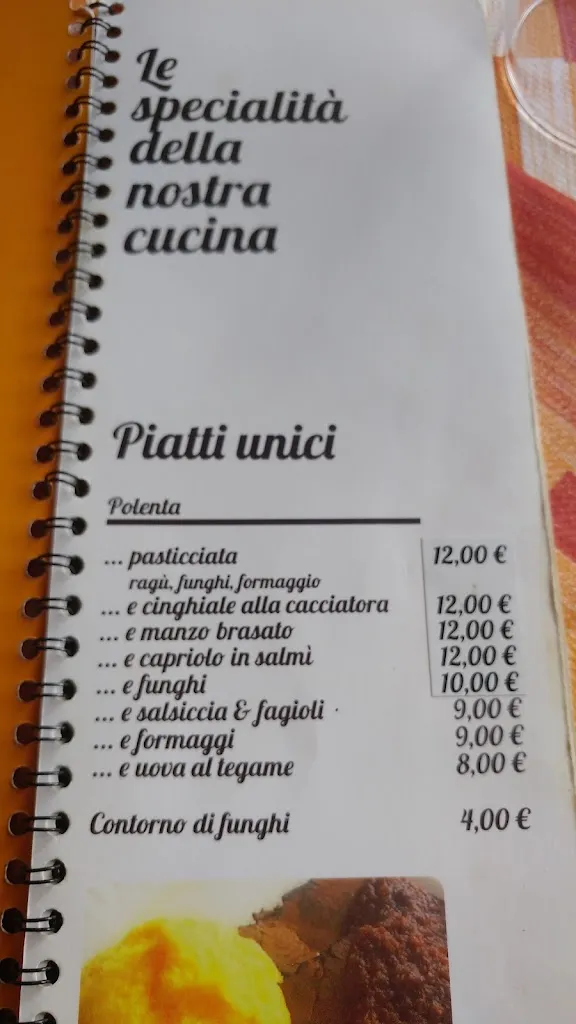 Le
specialità
della
nostra
cucina
Piatti unici
Polenta
... pasticciata 12,00 €
ragù, funghi, formaggio
... e cinghiale alla cacciatora 12,00 €
... e manzo brasato 12,00 €
... e capriolo in salmì 12,00 €
... e funghi 10,00 €
... e salsiccia & fagioli 9,00 €
... e formaggi 9,00 €
... e uova al tegame 8,00 €
Contorno di funghi 4,00 €